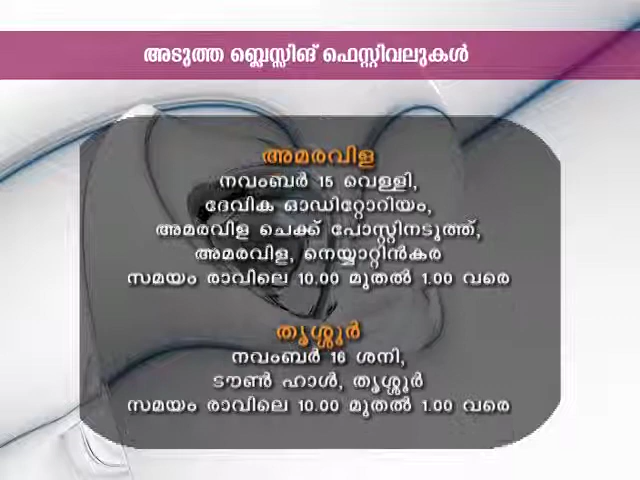 അടുത്ത ബ്ലെസ്സിങ് ഫെസ്റ്റിവലുകൾ
അമരവിള
നവംബർ 15 വെള്ളി,
ദേവിക ഓഡിറ്റോറിയം,
അമരവിള ചെക്ക് പോസ്റ്റിനടുത്ത്,
അമരവിള, നെയ്യാറ്റിൻകര
സമയം രാവിലെ 10.00 മുതൽ 1.00 വരെ
തൃശ്ശൂർ
നവംബർ 16 ശനി,
ടൗൺ ഹാൾ, തൃശ്ശൂർ
സമയം രാവിലെ 10.00 മുതൽ 1.00 വരെ